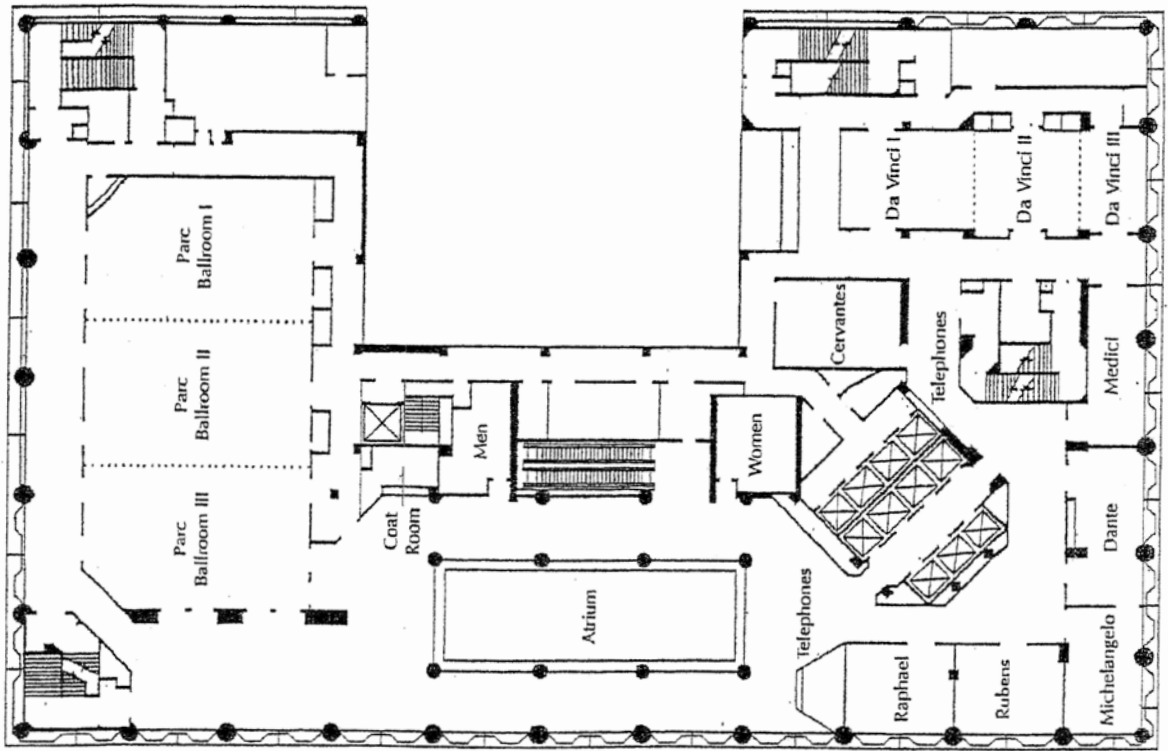 Parc
Ballroom I
Parc
Ballroom II
Parc
Ballroom III
Coat
Room
Men
Women
Atrium
Telephones
Cervantes
Telephones
Da Vinci I
Da Vinci II
Da Vinci III
Medici
Dante
Michelangelo
Raphael
Rubens